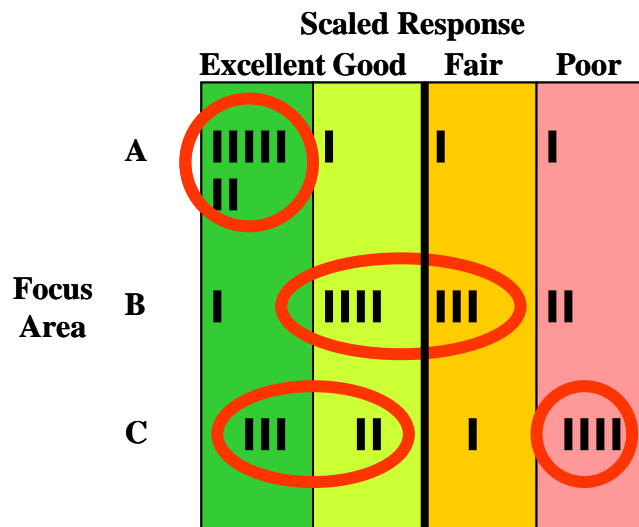 Scaled Response
Excellent Good Fair Poor
A
Focus
Area
B
C